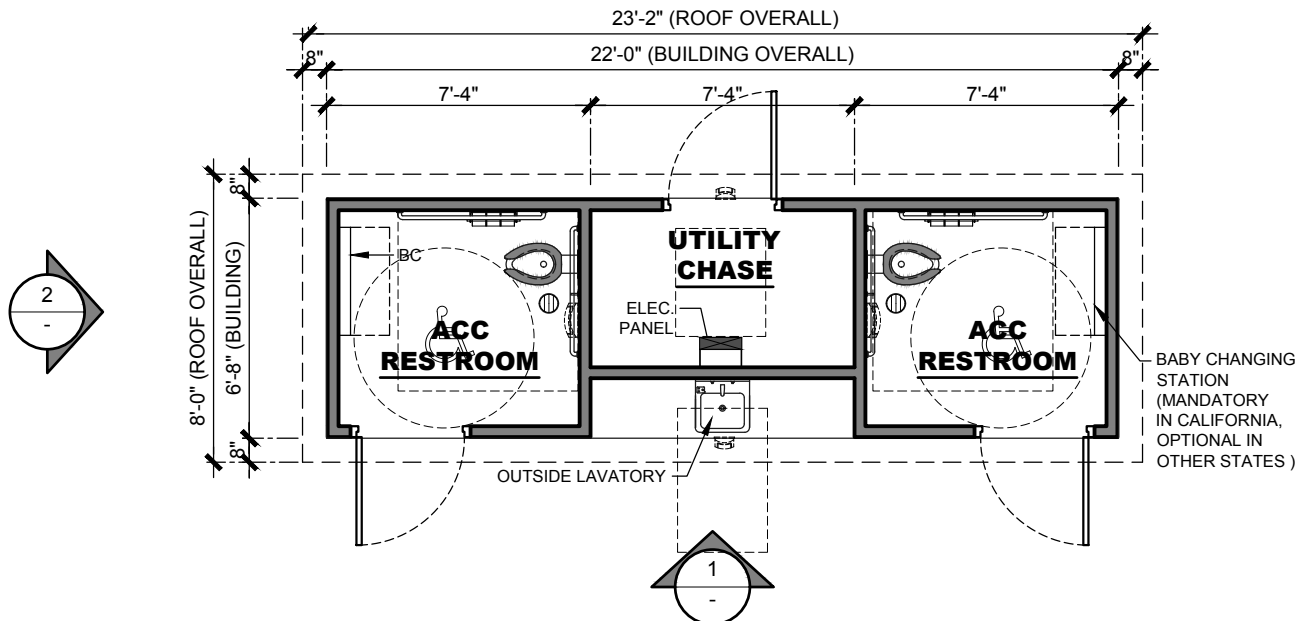 23'-2" (ROOF OVERALL)
8"
22'-0" (BUILDING OVERALL)
8"
7'-4"
7'-4"
7'-4"
8'-0" (ROOF OVERALL)
8"
6'-8" (BUILDING)
8"
2
-
BC
ACC
RESTROOM
UTILITY
CHASE
ELEC.
PANEL
ACC
RESTROOM
BABY CHANGING
STATION
(MANDATORY
IN CALIFORNIA,
OPTIONAL IN
OTHER STATES )
OUTSIDE LAVATORY
1
-